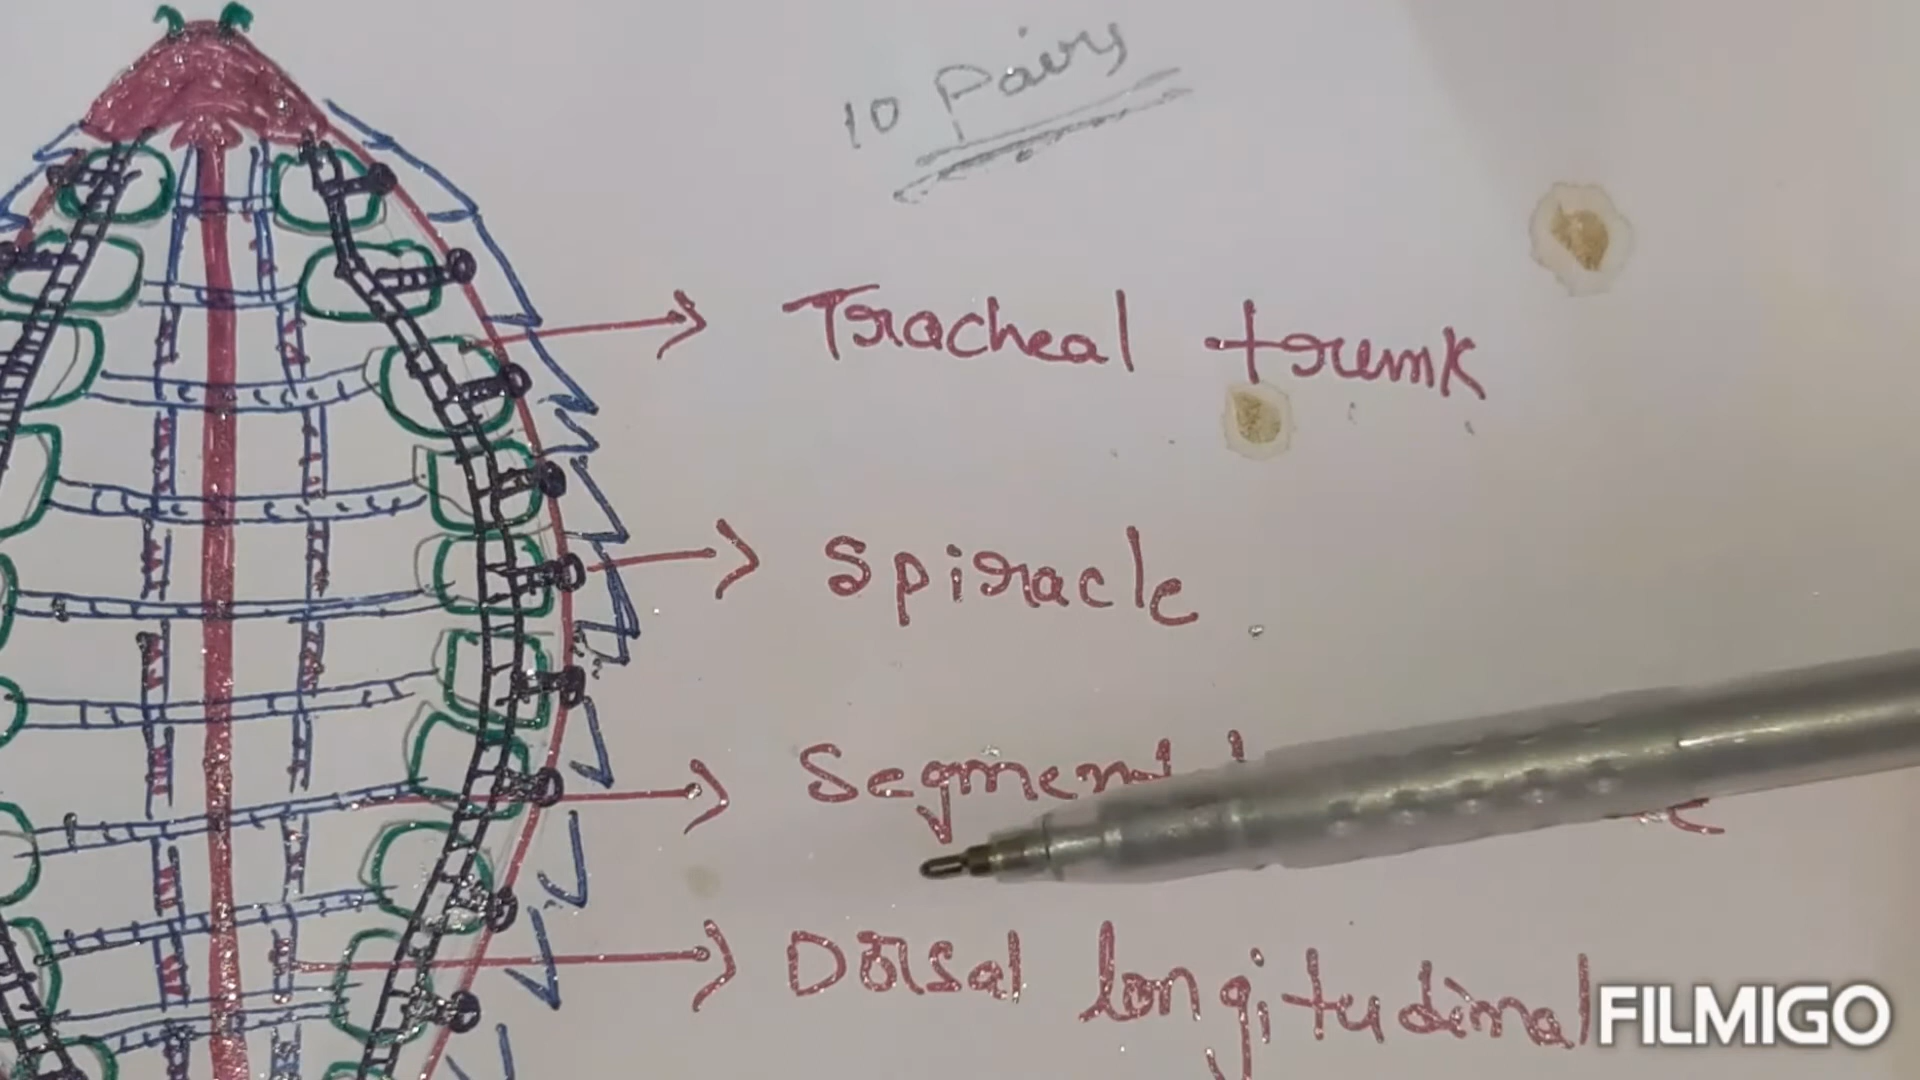 10 Pairs
Tracheal trunk
Spiracle
Dorsal longitudinal
FILMIGO